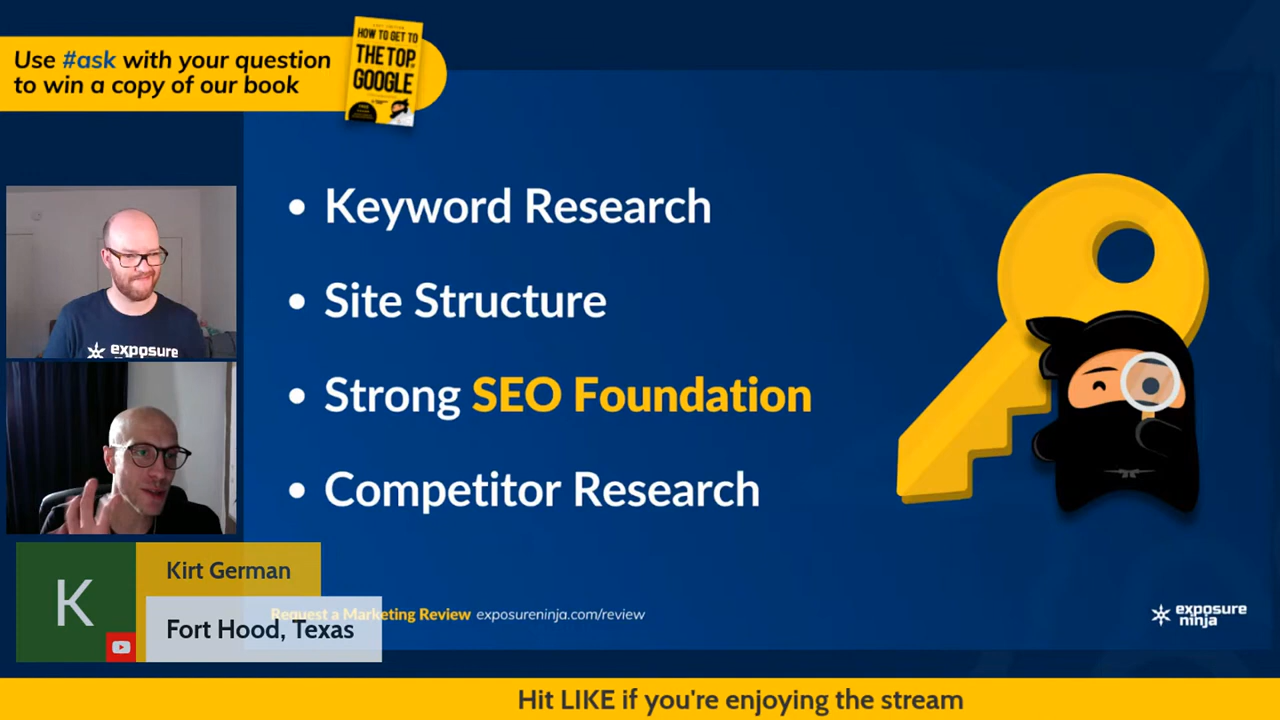 Use #ask with your question
to win a copy of our book
HOW TO GET TO
THE TOP
GOOGLE
• Keyword Research
• Site Structure
• Strong SEO Foundation
• Competitor Research
exposure
K
Kirt German
Fort Hood, Texas
Request a Marketing Review exposureninja.com/review
exposure
ninja
Hit LIKE if you're enjoying the stream